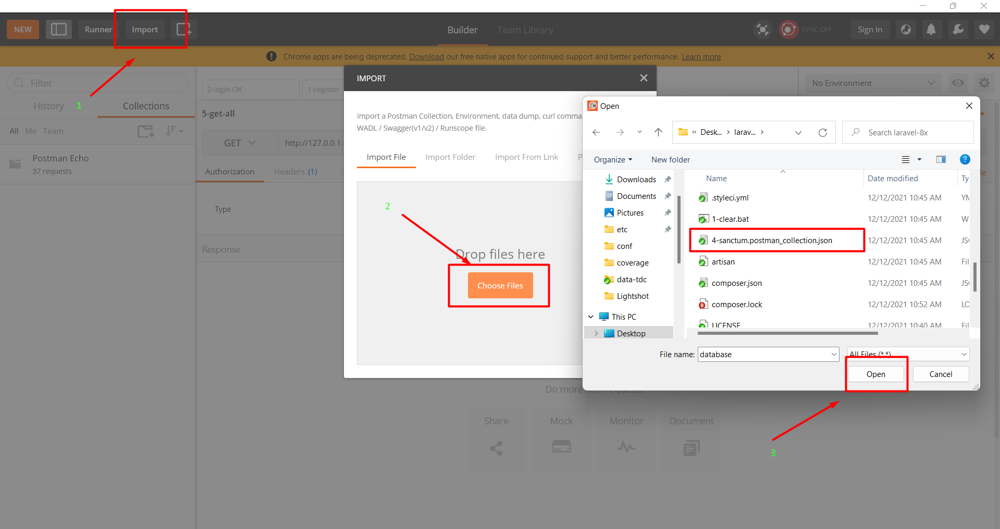 NEW
Runner
Import
Builder
Team Library
SYNC OFF
Sign In
Chrome apps are being deprecated. Download our free native apps for continued support and better performance. Learn more
Filter
History
1
Collections
All
Me
Team
Postman Echo
37 requests
2-login-OK
1-register
No Environment
5-get-all
GET
http://127.0.0.1:
Authorization
Headers (1)
Type
Response
IMPORT
Import a Postman Collection, Environment, data dump, curl comma
WADL / Swagger(v1/v2) / Runscope file.
Import File
Import Folder
Import From Link
P
2
Drop files here
Choose Files
Open
« Desk... › larav... ›
Search laravel-8x
Organize
New folder
Downloads
Documents
Pictures
etc
conf
coverage
data-tdc
Lightshot
This PC
Desktop
Name
Date modified
Ty
.styleci.yml
12/12/2021 10:45 AM
1-clear.bat
12/12/2021 10:45 AM
W
4-sanctum.postman_collection.json
12/12/2021 10:45 AM
artisan
12/12/2021 10:45 AM
Fil
composer.json
12/12/2021 10:45 AM
composer.lock
12/12/2021 10:52 AM
LO
LICENSE
12/12/2021 10:40 AM
Fil
File name:
database
All Files (*.*)
Open
Cancel
Do more with requests
Share
Mock
Monitor
Document
3